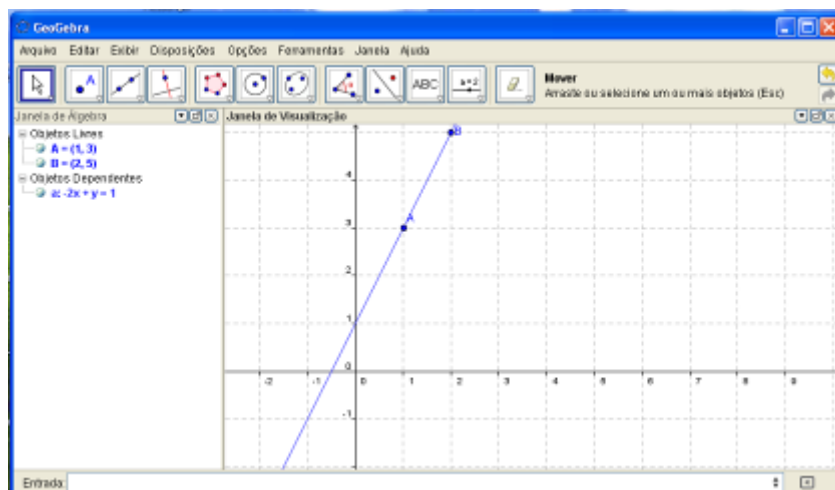 GeoGebra
Arquivo Editar Exibir Disposições Opções Ferramentas Janela Ajuda
A ABC a=2 Mover
Arraste ou selecione um ou mais objetos (Esc)
Janela de Álgebra Janela de Visualização
Objetos Livres
A = (1, 3)
B = (2, 5)
Objetos Dependentes
a: -2x + y = 1
B
4
A
3
2
1
0
-2 -1 0 1 2 3 4 5 6 7 8 9
-1
Entrada: